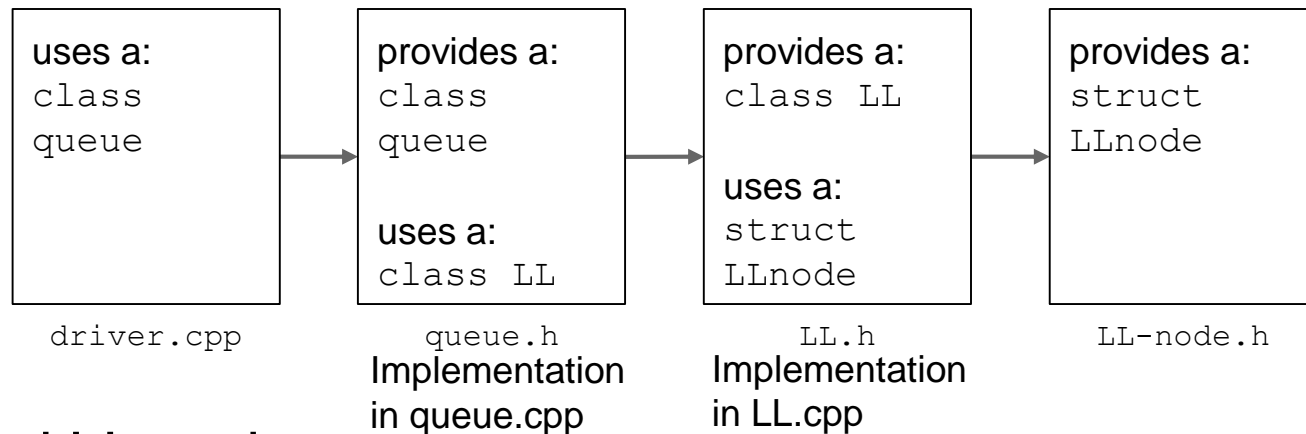 uses a:
class
queue
provides a:
class
queue
uses a:
class LL
provides a:
class LL
uses a:
struct
LLnode
provides a:
struct
LLnode
driver.cpp
queue.h
Implementation
in queue.cpp
LL.h
Implementation
in LL.cpp
LL-node.h